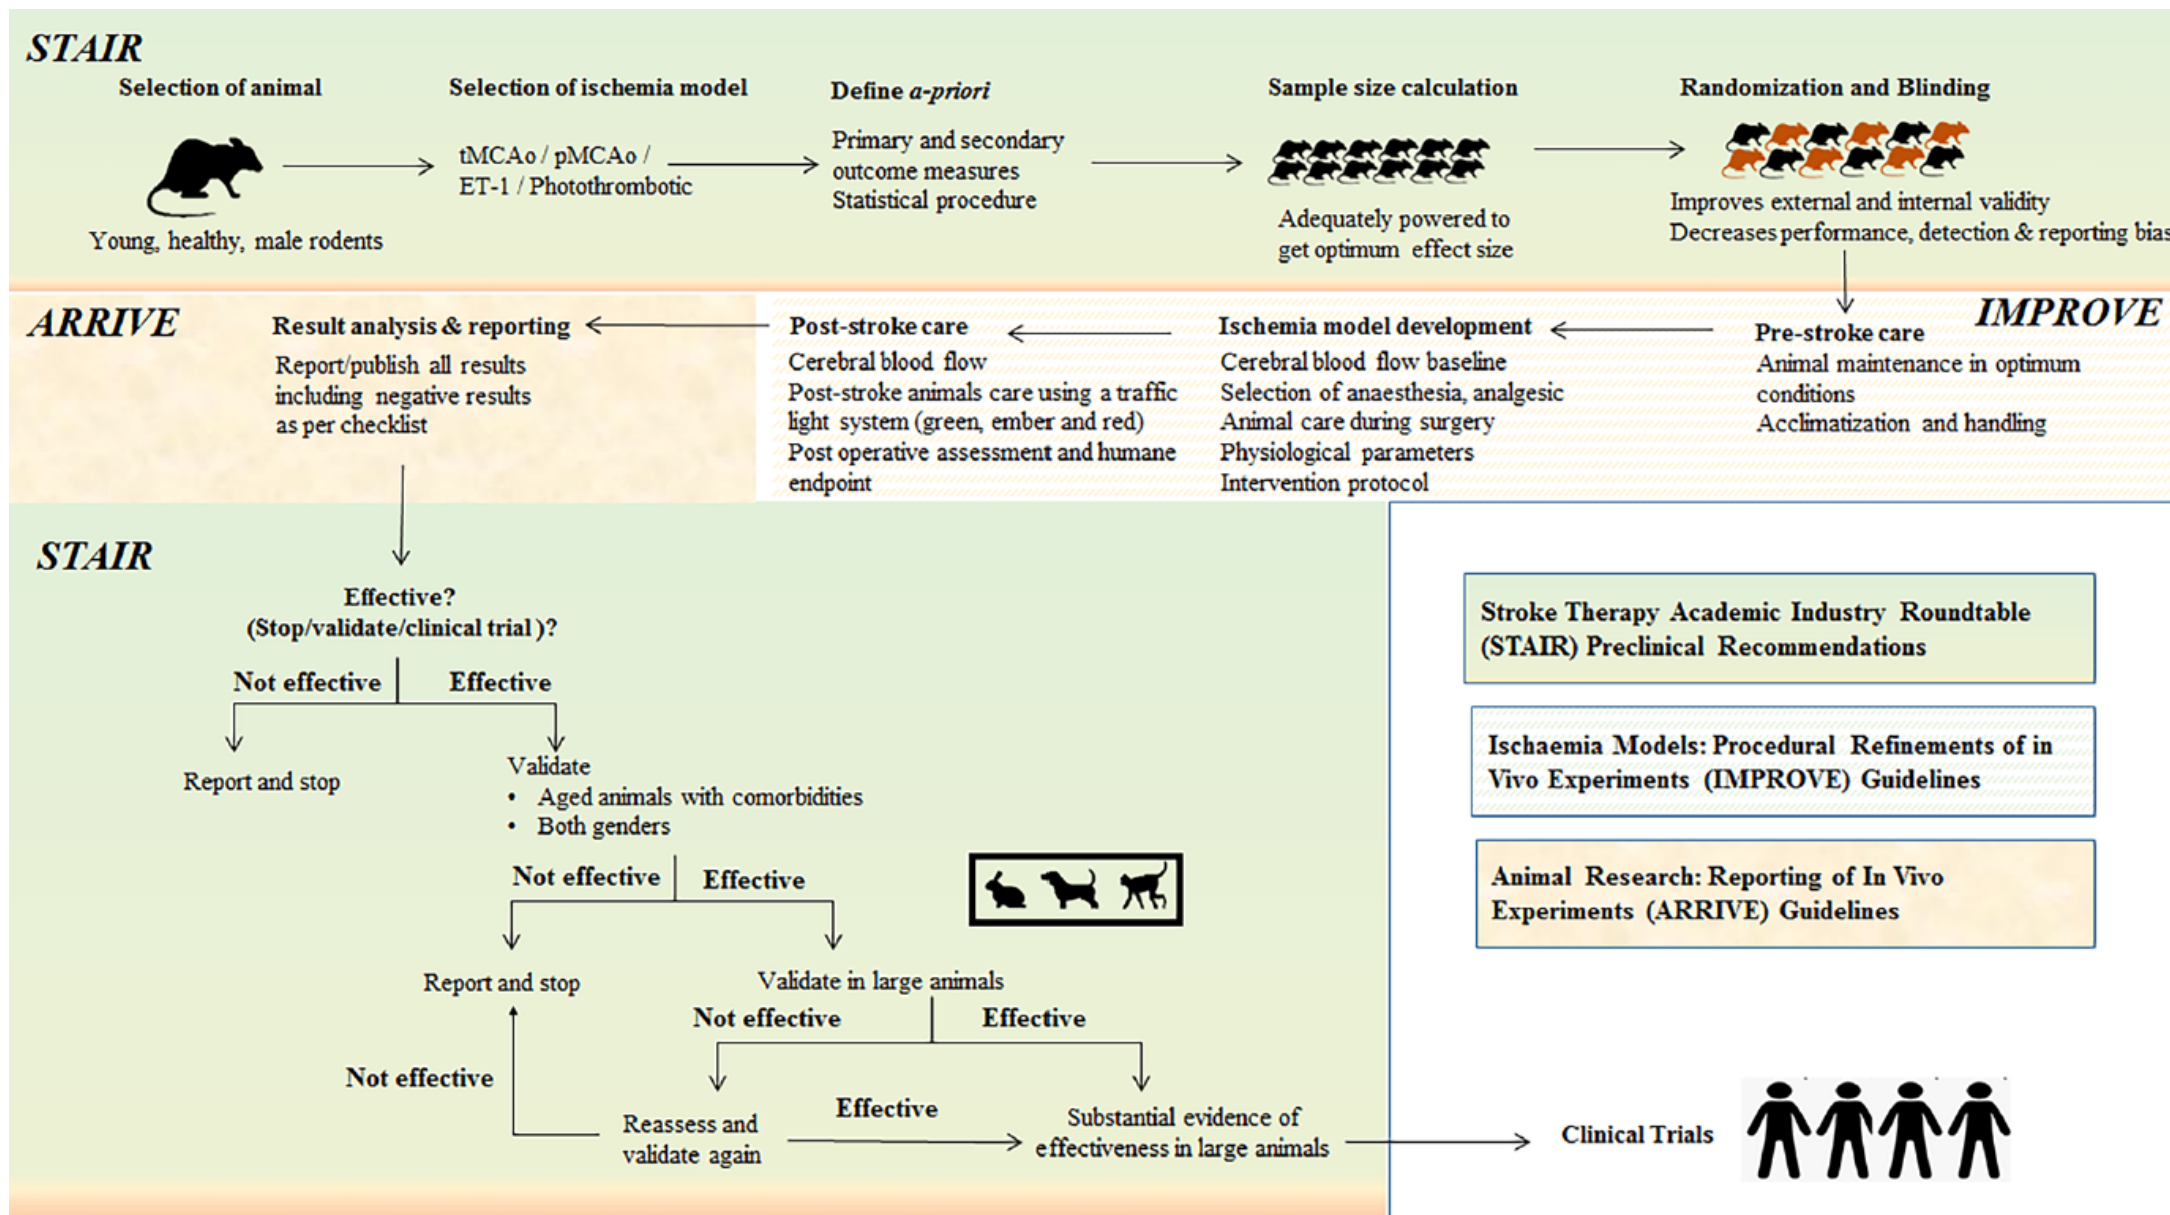 STAIR
Selection of animal
Young, healthy, male rodents
Selection of ischemia model
tMCAo / pMCAo /
ET-1 / Photothrombotic
Define a-priori
Primary and secondary
outcome measures
Statistical procedure
Sample size calculation
Adequately powered to
get optimum effect size
Randomization and Blinding
Improves external and internal validity
Decreases performance, detection & reporting bias
IMPROVE
Pre-stroke care
Animal maintenance in optimum
conditions
Acclimatization and handling
Ischemia model development
Cerebral blood flow baseline
Selection of anaesthesia, analgesic
Animal care during surgery
Physiological parameters
Intervention protocol
Post-stroke care
Cerebral blood flow
Post-stroke animals care using a traffic
light system (green, ember and red)
Post operative assessment and humane
endpoint
ARRIVE
Result analysis & reporting
Report/publish all results
including negative results
as per checklist
STAIR
Effective?
(Stop/validate/clinical trial )?
Not effective
Effective
Report and stop
Validate
• Aged animals with comorbidities
• Both genders
Not effective
Effective
Report and stop
Validate in large animals
Not effective
Effective
Not effective
Reassess and
validate again
Effective
Substantial evidence of
effectiveness in large animals
Clinical Trials
Stroke Therapy Academic Industry Roundtable
(STAIR) Preclinical Recommendations
Ischaemia Models: Procedural Refinements of in
Vivo Experiments (IMPROVE) Guidelines
Animal Research: Reporting of In Vivo
Experiments (ARRIVE) Guidelines